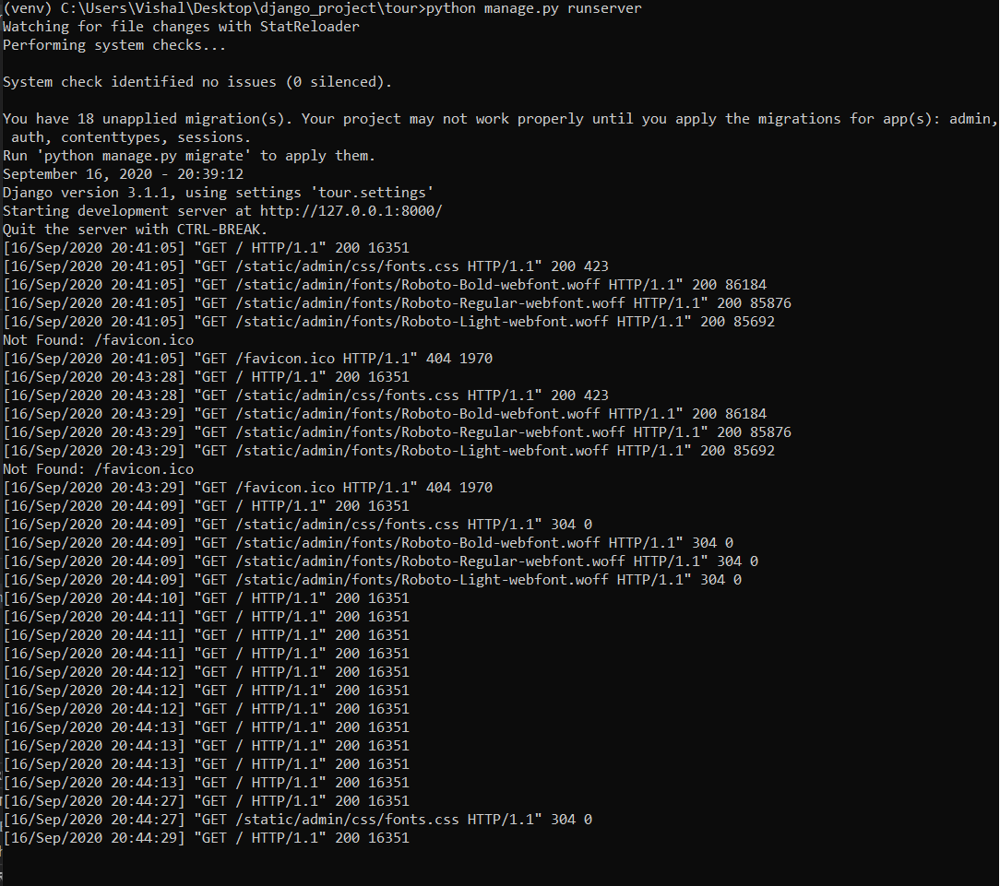 (venv) C:\Users\Vishal\Desktop\django_project\tour>python manage.py runserver
Watching for file changes with StatReloader
Performing system checks...
System check identified no issues (0 silenced).
You have 18 unapplied migration(s). Your project may not work properly until you apply the migrations for app(s): admin,
 auth, contenttypes, sessions.
Run 'python manage.py migrate' to apply them.
September 16, 2020 - 20:39:12
Django version 3.1.1, using settings 'tour.settings'
Starting development server at http://127.0.0.1:8000/
Quit the server with CTRL-BREAK.
[16/Sep/2020 20:41:05] "GET / HTTP/1.1" 200 16351
[16/Sep/2020 20:41:05] "GET /static/admin/css/fonts.css HTTP/1.1" 200 423
[16/Sep/2020 20:41:05] "GET /static/admin/fonts/Roboto-Bold-webfont.woff HTTP/1.1" 200 86184
[16/Sep/2020 20:41:05] "GET /static/admin/fonts/Roboto-Regular-webfont.woff HTTP/1.1" 200 85876
[16/Sep/2020 20:41:05] "GET /static/admin/fonts/Roboto-Light-webfont.woff HTTP/1.1" 200 85692
Not Found: /favicon.ico
[16/Sep/2020 20:41:05] "GET /favicon.ico HTTP/1.1" 404 1970
[16/Sep/2020 20:43:28] "GET / HTTP/1.1" 200 16351
[16/Sep/2020 20:43:28] "GET /static/admin/css/fonts.css HTTP/1.1" 200 423
[16/Sep/2020 20:43:29] "GET /static/admin/fonts/Roboto-Bold-webfont.woff HTTP/1.1" 200 86184
[16/Sep/2020 20:43:29] "GET /static/admin/fonts/Roboto-Regular-webfont.woff HTTP/1.1" 200 85876
[16/Sep/2020 20:43:29] "GET /static/admin/fonts/Roboto-Light-webfont.woff HTTP/1.1" 200 85692
Not Found: /favicon.ico
[16/Sep/2020 20:43:29] "GET /favicon.ico HTTP/1.1" 404 1970
[16/Sep/2020 20:44:09] "GET / HTTP/1.1" 200 16351
[16/Sep/2020 20:44:09] "GET /static/admin/css/fonts.css HTTP/1.1" 304 0
[16/Sep/2020 20:44:09] "GET /static/admin/fonts/Roboto-Bold-webfont.woff HTTP/1.1" 304 0
[16/Sep/2020 20:44:09] "GET /static/admin/fonts/Roboto-Regular-webfont.woff HTTP/1.1" 304 0
[16/Sep/2020 20:44:09] "GET /static/admin/fonts/Roboto-Light-webfont.woff HTTP/1.1" 304 0
[16/Sep/2020 20:44:10] "GET / HTTP/1.1" 200 16351
[16/Sep/2020 20:44:11] "GET / HTTP/1.1" 200 16351
[16/Sep/2020 20:44:11] "GET / HTTP/1.1" 200 16351
[16/Sep/2020 20:44:11] "GET / HTTP/1.1" 200 16351
[16/Sep/2020 20:44:12] "GET / HTTP/1.1" 200 16351
[16/Sep/2020 20:44:12] "GET / HTTP/1.1" 200 16351
[16/Sep/2020 20:44:12] "GET / HTTP/1.1" 200 16351
[16/Sep/2020 20:44:13] "GET / HTTP/1.1" 200 16351
[16/Sep/2020 20:44:13] "GET / HTTP/1.1" 200 16351
[16/Sep/2020 20:44:13] "GET / HTTP/1.1" 200 16351
[16/Sep/2020 20:44:13] "GET / HTTP/1.1" 200 16351
[16/Sep/2020 20:44:27] "GET / HTTP/1.1" 200 16351
[16/Sep/2020 20:44:27] "GET /static/admin/css/fonts.css HTTP/1.1" 304 0
[16/Sep/2020 20:44:29] "GET / HTTP/1.1" 200 16351